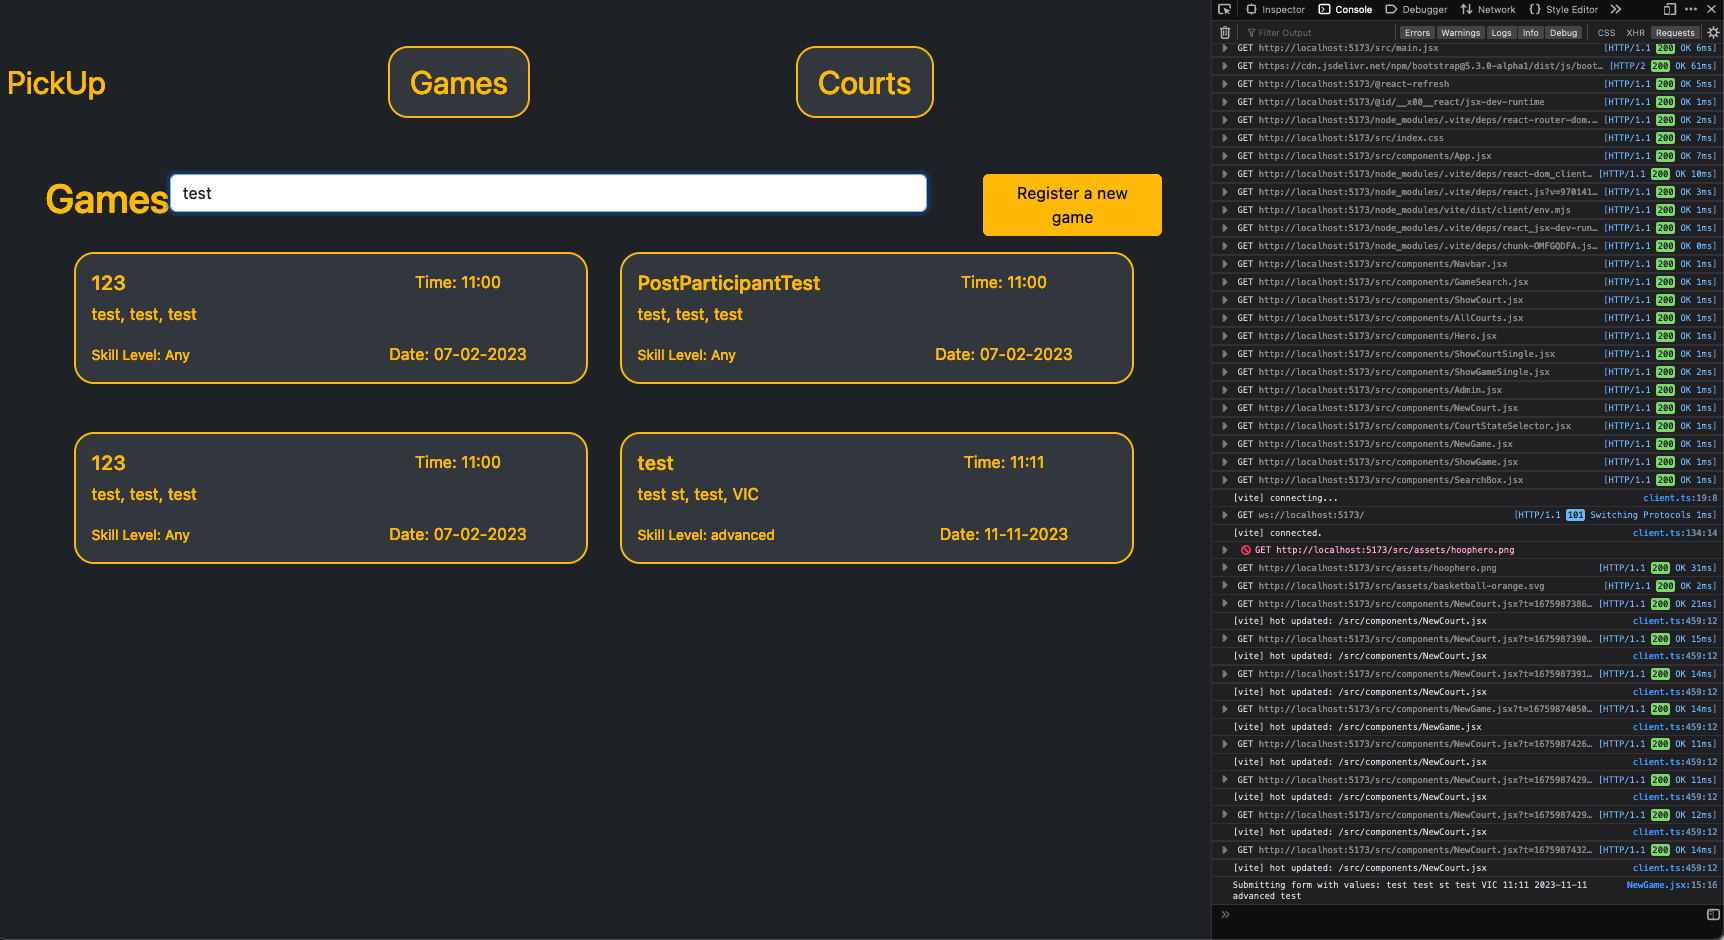 PickUp
Games
Courts
Games
test
Register a new
game
123
Time: 11:00
test, test, test
Skill Level: Any
Date: 07-02-2023
PostParticipantTest
Time: 11:00
test, test, test
Skill Level: Any
Date: 07-02-2023
123
Time: 11:00
test, test, test
Skill Level: Any
Date: 07-02-2023
test
Time: 11:11
test st, test, VIC
Skill Level: advanced
Date: 11-11-2023
Inspector Console Debugger Network Style Editor
Filter Output Errors Warnings Logs Info Debug CSS XHR Requests
GET http://localhost:5173/src/main.jsx [HTTP/1.1 200 OK 6ms]
GET https://cdn.jsdelivr.net/npm/bootstrap@5.3.0-alpha1/dist/js/boot… [HTTP/2 200 OK 61ms]
GET http://localhost:5173/@react-refresh [HTTP/1.1 200 OK 5ms]
GET http://localhost:5173/@id/__x00__react/jsx-dev-runtime [HTTP/1.1 200 OK 1ms]
GET http://localhost:5173/node_modules/.vite/deps/react-router-dom.… [HTTP/1.1 200 OK 2ms]
GET http://localhost:5173/src/index.css [HTTP/1.1 200 OK 7ms]
GET http://localhost:5173/src/components/App.jsx [HTTP/1.1 200 OK 7ms]
GET http://localhost:5173/node_modules/.vite/deps/react-dom_client… [HTTP/1.1 200 OK 10ms]
GET http://localhost:5173/node_modules/.vite/deps/react.js?v=970141… [HTTP/1.1 200 OK 3ms]
GET http://localhost:5173/node_modules/vite/dist/client/env.mjs [HTTP/1.1 200 OK 1ms]
GET http://localhost:5173/node_modules/.vite/deps/react_jsx-dev-run… [HTTP/1.1 200 OK 1ms]
GET http://localhost:5173/node_modules/.vite/deps/chunk-OMFGQDFA.js… [HTTP/1.1 200 OK 0ms]
GET http://localhost:5173/src/components/Navbar.jsx [HTTP/1.1 200 OK 1ms]
GET http://localhost:5173/src/components/GameSearch.jsx [HTTP/1.1 200 OK 1ms]
GET http://localhost:5173/src/components/ShowCourt.jsx [HTTP/1.1 200 OK 1ms]
GET http://localhost:5173/src/components/AllCourts.jsx [HTTP/1.1 200 OK 1ms]
GET http://localhost:5173/src/components/Hero.jsx [HTTP/1.1 200 OK 1ms]
GET http://localhost:5173/src/components/ShowCourtSingle.jsx [HTTP/1.1 200 OK 1ms]
GET http://localhost:5173/src/components/ShowGameSingle.jsx [HTTP/1.1 200 OK 2ms]
GET http://localhost:5173/src/components/Admin.jsx [HTTP/1.1 200 OK 1ms]
GET http://localhost:5173/src/components/NewCourt.jsx [HTTP/1.1 200 OK 1ms]
GET http://localhost:5173/src/components/CourtStateSelector.jsx [HTTP/1.1 200 OK 1ms]
GET http://localhost:5173/src/components/NewGame.jsx [HTTP/1.1 200 OK 1ms]
GET http://localhost:5173/src/components/ShowGame.jsx [HTTP/1.1 200 OK 1ms]
GET http://localhost:5173/src/components/SearchBox.jsx [HTTP/1.1 200 OK 1ms]
[vite] connecting... client.ts:19:8
GET ws://localhost:5173/ [HTTP/1.1 101 Switching Protocols 1ms]
[vite] connected. client.ts:134:14
GET http://localhost:5173/src/assets/hoophero.png
GET http://localhost:5173/src/assets/hoophero.png [HTTP/1.1 200 OK 31ms]
GET http://localhost:5173/src/assets/basketball-orange.svg [HTTP/1.1 200 OK 2ms]
GET http://localhost:5173/src/components/NewCourt.jsx?t=1675987386… [HTTP/1.1 200 OK 21ms]
[vite] hot updated: /src/components/NewCourt.jsx client.ts:459:12
GET http://localhost:5173/src/components/NewCourt.jsx?t=1675987390… [HTTP/1.1 200 OK 15ms]
[vite] hot updated: /src/components/NewCourt.jsx client.ts:459:12
GET http://localhost:5173/src/components/NewCourt.jsx?t=1675987391… [HTTP/1.1 200 OK 14ms]
[vite] hot updated: /src/components/NewCourt.jsx client.ts:459:12
GET http://localhost:5173/src/components/NewGame.jsx?t=16759874050… [HTTP/1.1 200 OK 14ms]
[vite] hot updated: /src/components/NewGame.jsx client.ts:459:12
GET http://localhost:5173/src/components/NewCourt.jsx?t=1675987426… [HTTP/1.1 200 OK 11ms]
[vite] hot updated: /src/components/NewCourt.jsx client.ts:459:12
GET http://localhost:5173/src/components/NewCourt.jsx?t=1675987429… [HTTP/1.1 200 OK 11ms]
[vite] hot updated: /src/components/NewCourt.jsx client.ts:459:12
GET http://localhost:5173/src/components/NewCourt.jsx?t=1675987429… [HTTP/1.1 200 OK 12ms]
[vite] hot updated: /src/components/NewCourt.jsx client.ts:459:12
GET http://localhost:5173/src/components/NewCourt.jsx?t=1675987432… [HTTP/1.1 200 OK 14ms]
[vite] hot updated: /src/components/NewCourt.jsx client.ts:459:12
Submitting form with values: test test st test VIC 11:11 2023-11-11 NewGame.jsx:15:16
advanced test